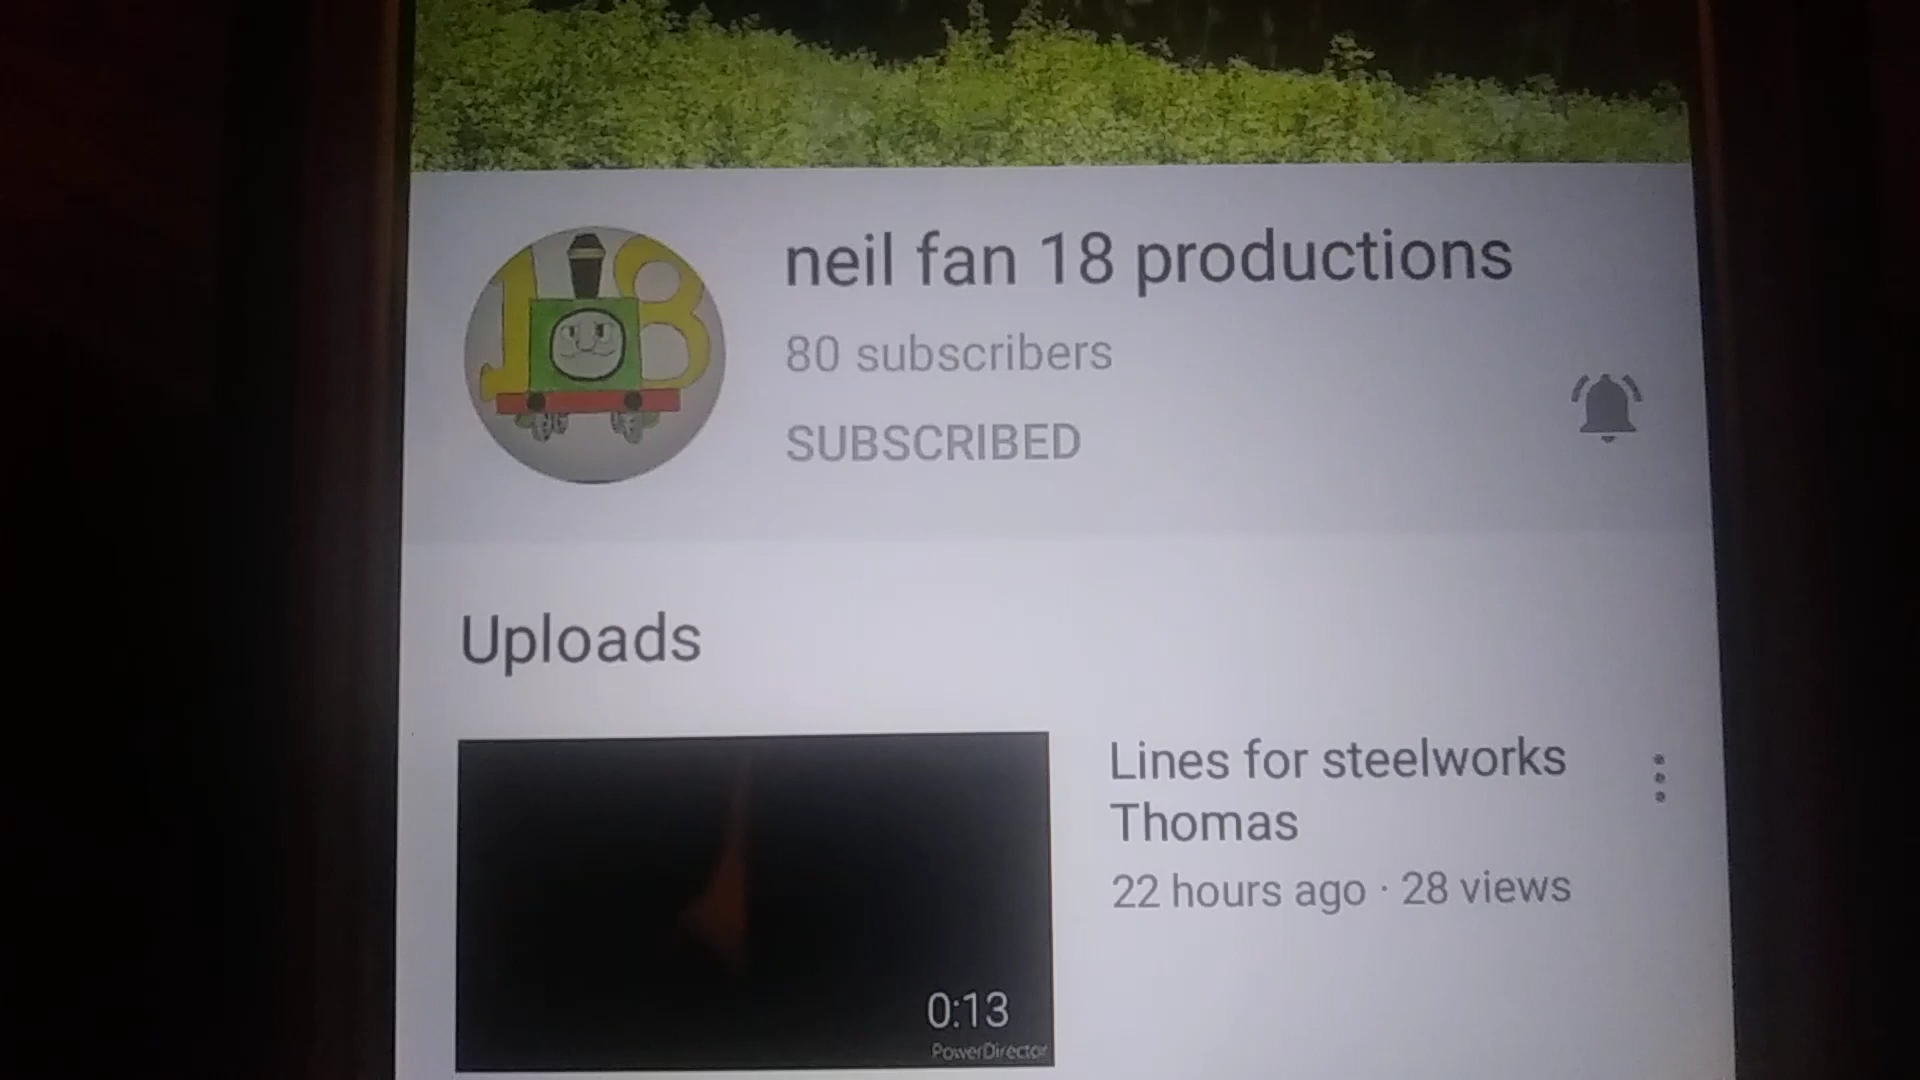 18
neil fan 18 productions
80 subscribers
SUBSCRIBED
Uploads
Lines for steelworks
Thomas
22 hours ago · 28 views
0:13
PowerDirector